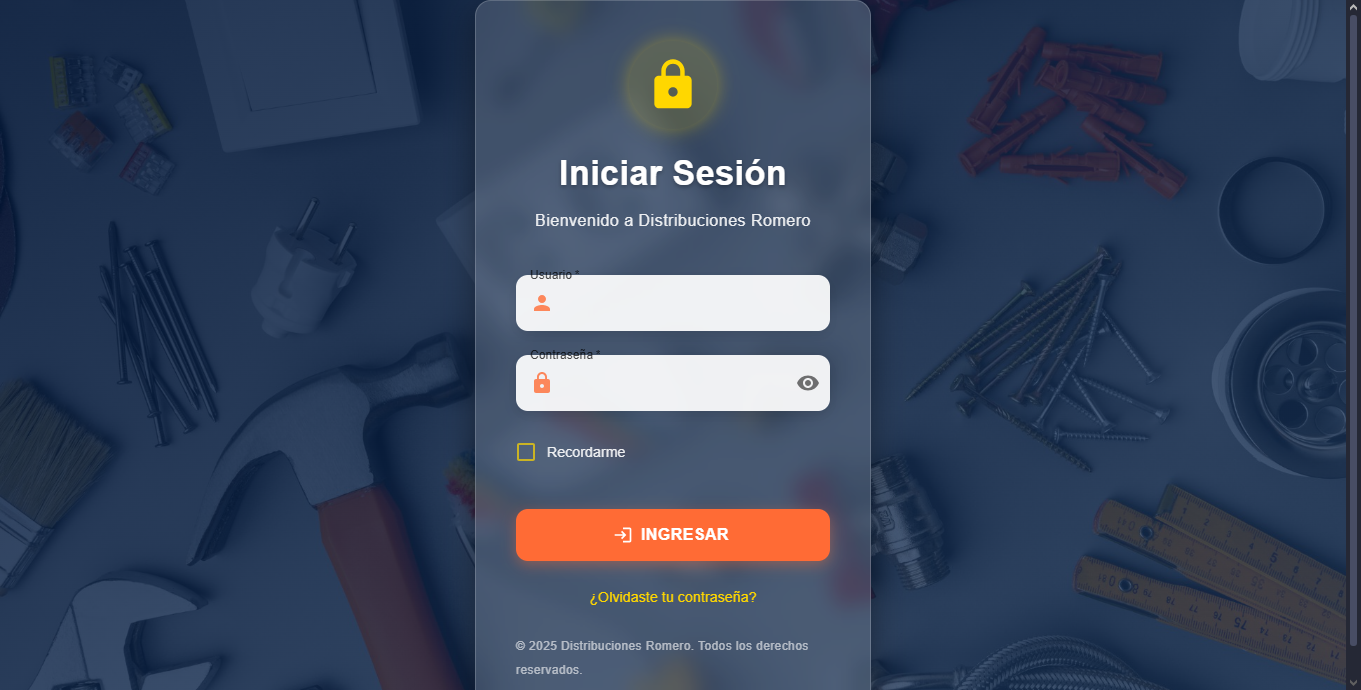 Iniciar Sesión
Bienvenido a Distribuciones Romero
Usuario *
Contraseña *
Recordarme
INGRESAR
¿Olvidaste tu contraseña?
© 2025 Distribuciones Romero. Todos los derechos
reservados.